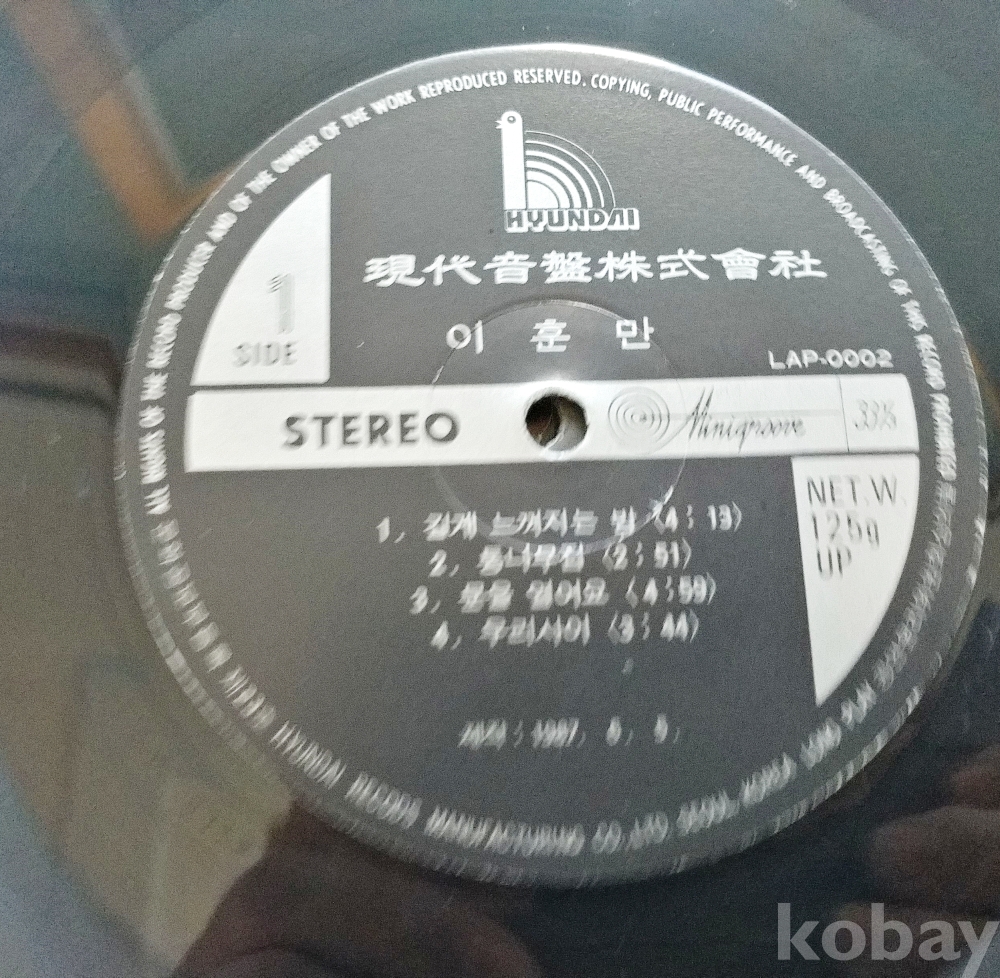 ALL RIGHTS OF THE RECORD PRODUCER AND OF THE OWNER OF THE WORK REPRODUCED RESERVED. COPYING, PUBLIC PERFORMANCE AND BROADCASTING OF THIS RECORD PROHIBITED
HYUNDAI
現代音盤株式會社
1
SIDE
이 훈 만
LAP-0002
STEREO
Minigroove
33⅓
NET.W.
125g
UP
1, 깊게 느껴지는 밤 (4 : 13)
2, 통나무집 (2 : 51)
3, 문을 열어요 (4 : 59)
4, 우리사이 (3 : 44)
제작 : 1987, 5, 5,
HYUNDAI RECORD MANUFACTURING CO.,LTD SEOUL, KOREA
kobay